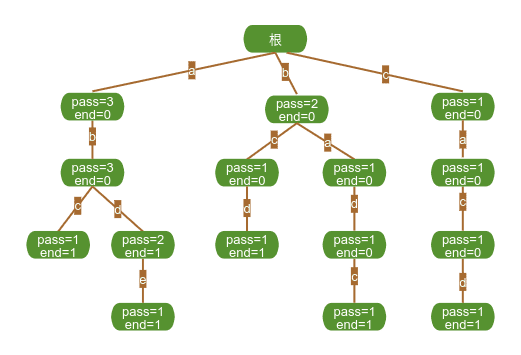 根
a
b
c
pass=3
end=0
pass=2
end=0
pass=1
end=0
b
c
a
a
pass=3
end=0
pass=1
end=0
pass=1
end=0
pass=1
end=0
c
d
d
d
c
pass=1
end=1
pass=2
end=1
pass=1
end=1
pass=1
end=0
pass=1
end=0
e
c
d
pass=1
end=1
pass=1
end=1
pass=1
end=1